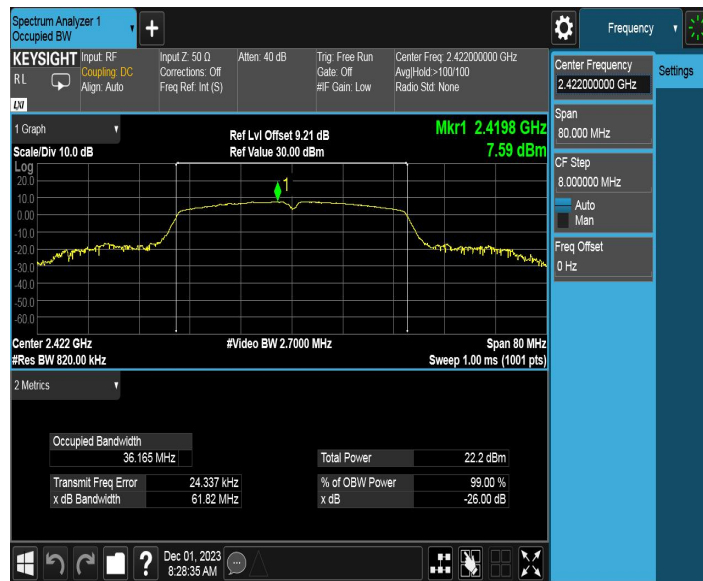 Spectrum Analyzer 1
Occupied BW
+
Frequency
KEYSIGHT
RL
LXI
Input: RF
Coupling: DC
Align: Auto
Input Z: 50 Ω
Corrections: Off
Freq Ref: Int (S)
Atten: 40 dB
Trig: Free Run
Gate: Off
#IF Gain: Low
Center Freq: 2.422000000 GHz
Avg|Hold:>100/100
Radio Std: None
Center Frequency
2.422000000 GHz
Settings
Span
80.000 MHz
CF Step
8.000000 MHz
Auto
Man
Freq Offset
0 Hz
1 Graph
Scale/Div 10.0 dB
Ref Lvl Offset 9.21 dB
Ref Value 30.00 dBm
Mkr1 2.4198 GHz
7.59 dBm
Log
20.0
10.0
0.00
-10.0
-20.0
-30.0
-40.0
-50.0
-60.0
1
Center 2.422 GHz
#Video BW 2.7000 MHz
Span 80 MHz
#Res BW 820.00 kHz
Sweep 1.00 ms (1001 pts)
2 Metrics
Occupied Bandwidth
36.165 MHz
Total Power 22.2 dBm
Transmit Freq Error 24.337 kHz
% of OBW Power 99.00 %
x dB Bandwidth 61.82 MHz
x dB -26.00 dB
?
Dec 01, 2023
8:28:35 AM